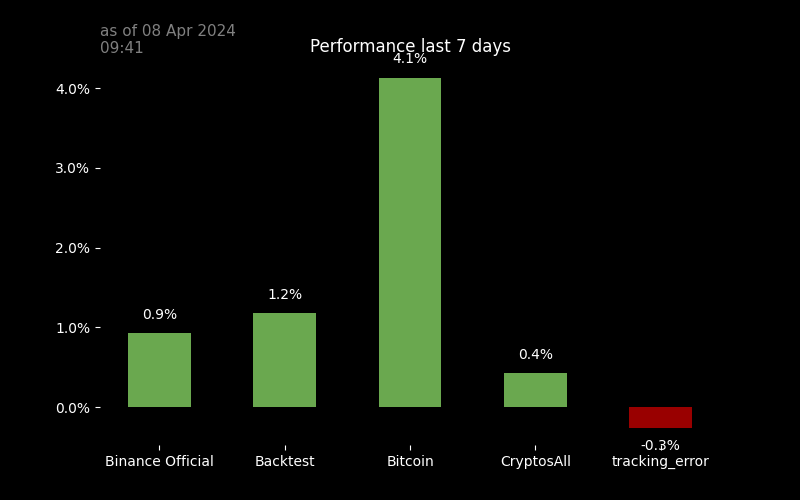 as of 08 Apr 2024
09:41
Performance last 7 days
4.1%
4.0%
3.0%
2.0%
1.2%
0.9%
1.0%
0.4%
0.0%
-0.3%
Binance Official
Backtest
Bitcoin
CryptosAll
tracking_error